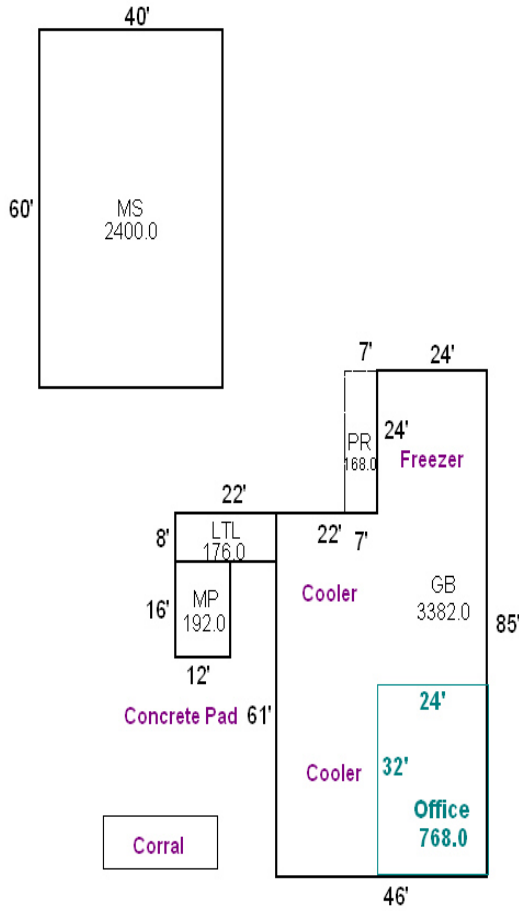 40'
60'
MS
2400.0
7'
24'
PR
168.0
24'
Freezer
22'
8'
LTL
176.0
22'
7'
16'
MP
192.0
12'
Cooler
GB
3382.0
85'
Concrete Pad
61'
24'
Cooler
32'
Office
768.0
Corral
46'